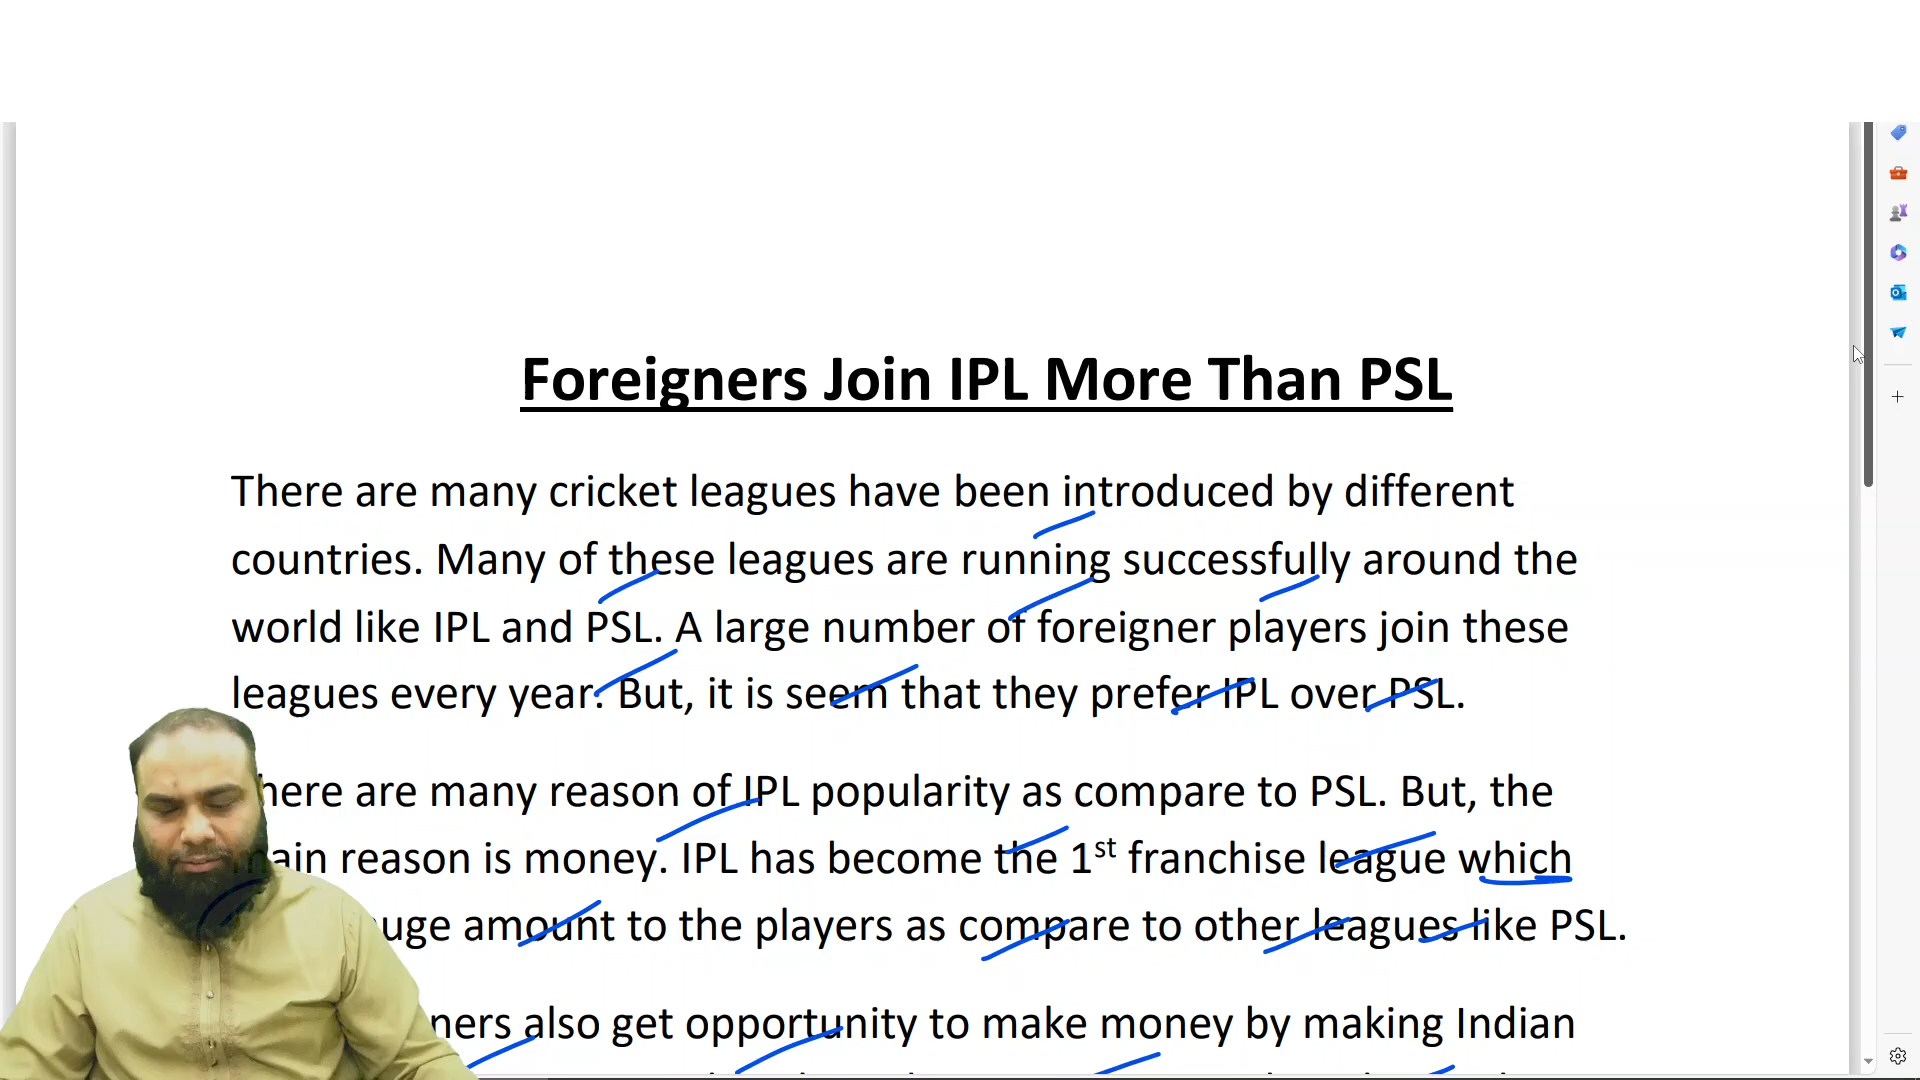 Foreigners Join IPL More Than PSL
There are many cricket leagues have been introduced by different
countries. Many of these leagues are running successfully around the
world like IPL and PSL. A large number of foreigner players join these
leagues every year. But, it is seem that they prefer IPL over PSL.
here are many reason of IPL popularity as compare to PSL. But, the
main reason is money. IPL has become the 1st franchise league which
uge amount to the players as compare to other leagues like PSL.
ners also get opportunity to make money by making Indian